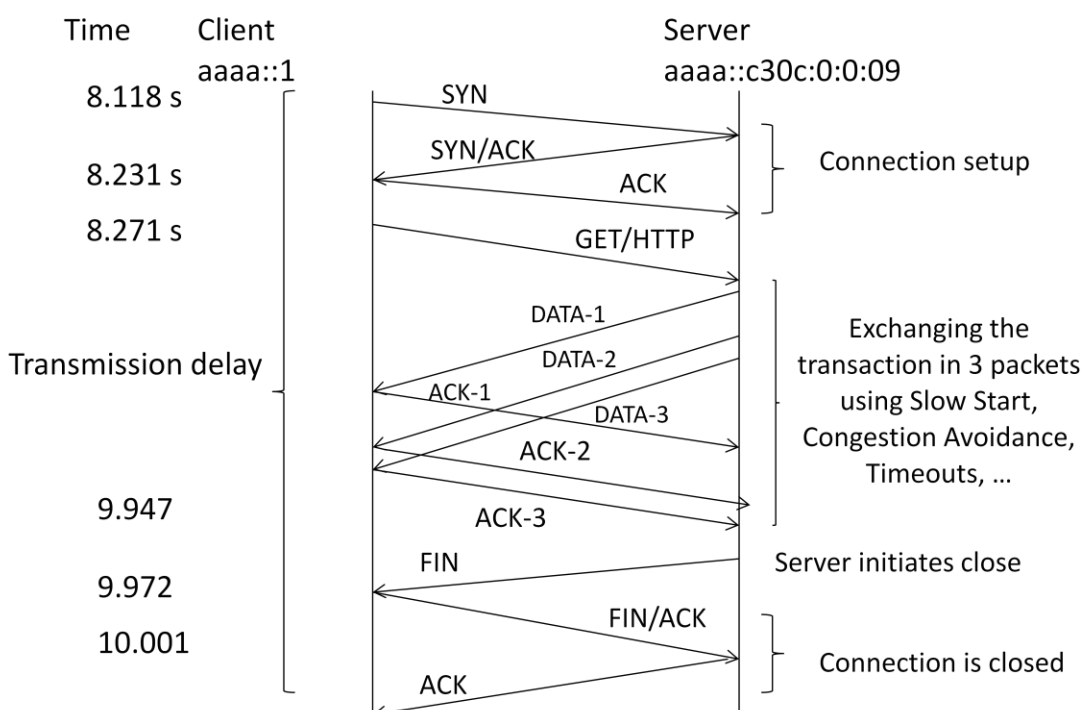 Time Client Server
aaaa::1 aaaa::c30c:0:0:09
8.118 s SYN
SYN/ACK Connection setup
8.231 s ACK
8.271 s
GET/HTTP
DATA-1 Exchanging the
Transmission delay DATA-2 transaction in 3 packets
ACK-1 DATA-3 using Slow Start,
ACK-2 Congestion Avoidance,
Timeouts, ...
9.947 ACK-3
FIN Server initiates close
9.972
FIN/ACK
10.001
Connection is closed
ACK